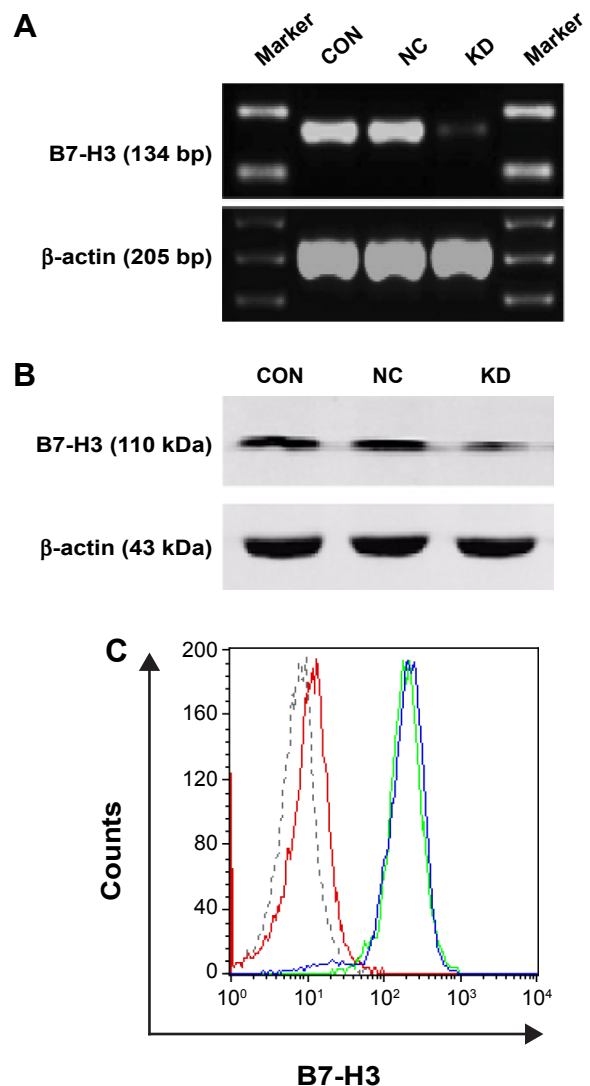 A
Marker CON NC KD Marker
B7-H3 (134 bp)
β-actin (205 bp)
B
CON NC KD
B7-H3 (110 kDa)
β-actin (43 kDa)
C
200
160
120
80
40
0
Counts
10⁰ 10¹ 10² 10³ 10⁴
B7-H3